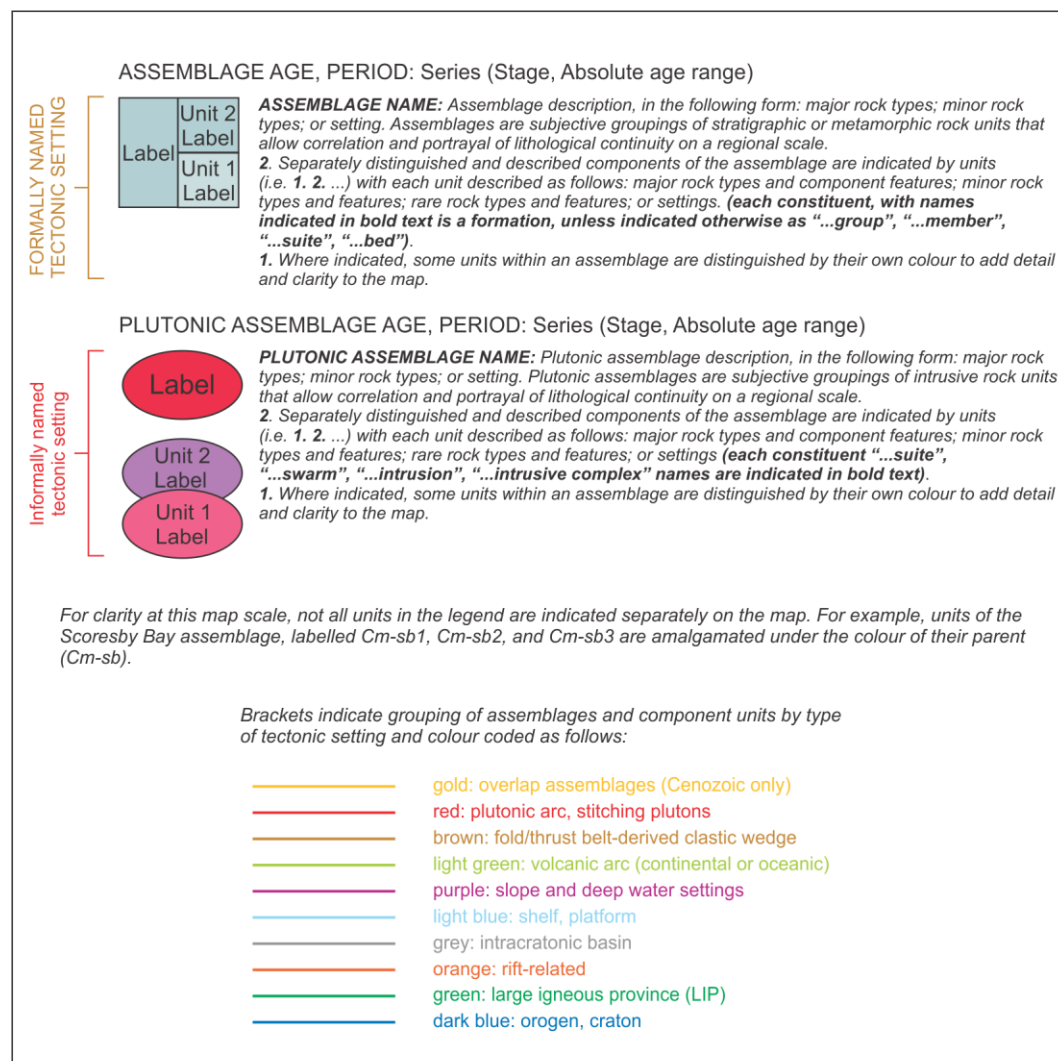 ASSEMBLAGE AGE, PERIOD: Series (Stage, Absolute age range)
FORMALLY NAMED
TECTONIC SETTING
Label
Unit 2
Label
Unit 1
Label
ASSEMBLAGE NAME: Assemblage description, in the following form: major rock types; minor rock
types; or setting. Assemblages are subjective groupings of stratigraphic or metamorphic rock units that
allow correlation and portrayal of lithological continuity on a regional scale.
2. Separately distinguished and described components of the assemblage are indicated by units
(i.e. 1. 2. ...) with each unit described as follows: major rock types and component features; minor rock
types and features; rare rock types and features; or settings. (each constituent, with names
indicated in bold text is a formation, unless indicated otherwise as “...group”, “...member”,
“...suite”, “...bed”).
1. Where indicated, some units within an assemblage are distinguished by their own colour to add detail
and clarity to the map.
PLUTONIC ASSEMBLAGE AGE, PERIOD: Series (Stage, Absolute age range)
Informally named
tectonic setting
Label
Unit 2
Label
Unit 1
Label
PLUTONIC ASSEMBLAGE NAME: Plutonic assemblage description, in the following form: major rock
types; minor rock types; or setting. Plutonic assemblages are subjective groupings of intrusive rock units
that allow correlation and portrayal of lithological continuity on a regional scale.
2. Separately distinguished and described components of the assemblage are indicated by units
(i.e. 1. 2. ...) with each unit described as follows: major rock types and component features; minor rock
types and features; rare rock types and features; or settings (each constituent “...suite”,
“...swarm”, “...intrusion”, “...intrusive complex” names are indicated in bold text).
1. Where indicated, some units within an assemblage are distinguished by their own colour to add detail
and clarity to the map.
For clarity at this map scale, not all units in the legend are indicated separately on the map. For example, units of the
Scoresby Bay assemblage, labelled Cm-sb1, Cm-sb2, and Cm-sb3 are amalgamated under the colour of their parent
(Cm-sb).
Brackets indicate grouping of assemblages and component units by type
of tectonic setting and colour coded as follows:
gold: overlap assemblages (Cenozoic only)
red: plutonic arc, stitching plutons
brown: fold/thrust belt-derived clastic wedge
light green: volcanic arc (continental or oceanic)
purple: slope and deep water settings
light blue: shelf, platform
grey: intracratonic basin
orange: rift-related
green: large igneous province (LIP)
dark blue: orogen, craton